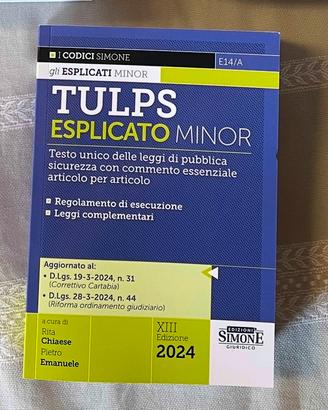 I CODICI SIMONE
E14/A
gli ESPLICATI MINOR
TULPS
ESPLICATO MINOR
Testo unico delle leggi di pubblica
sicurezza con commento essenziale
articolo per articolo
Regolamento di esecuzione
Leggi complementari
Aggiornato al:
• D.Lgs. 19-3-2024, n. 31
(Correttivo Cartabia)
• D.Lgs. 28-3-2024, n. 44
(Riforma ordinamento giudiziario)
a cura di
Rita
Chiaese
Pietro
Emanuele
XIII
Edizione
2024
EDIZIONI
SIMONE
GIURIDICO